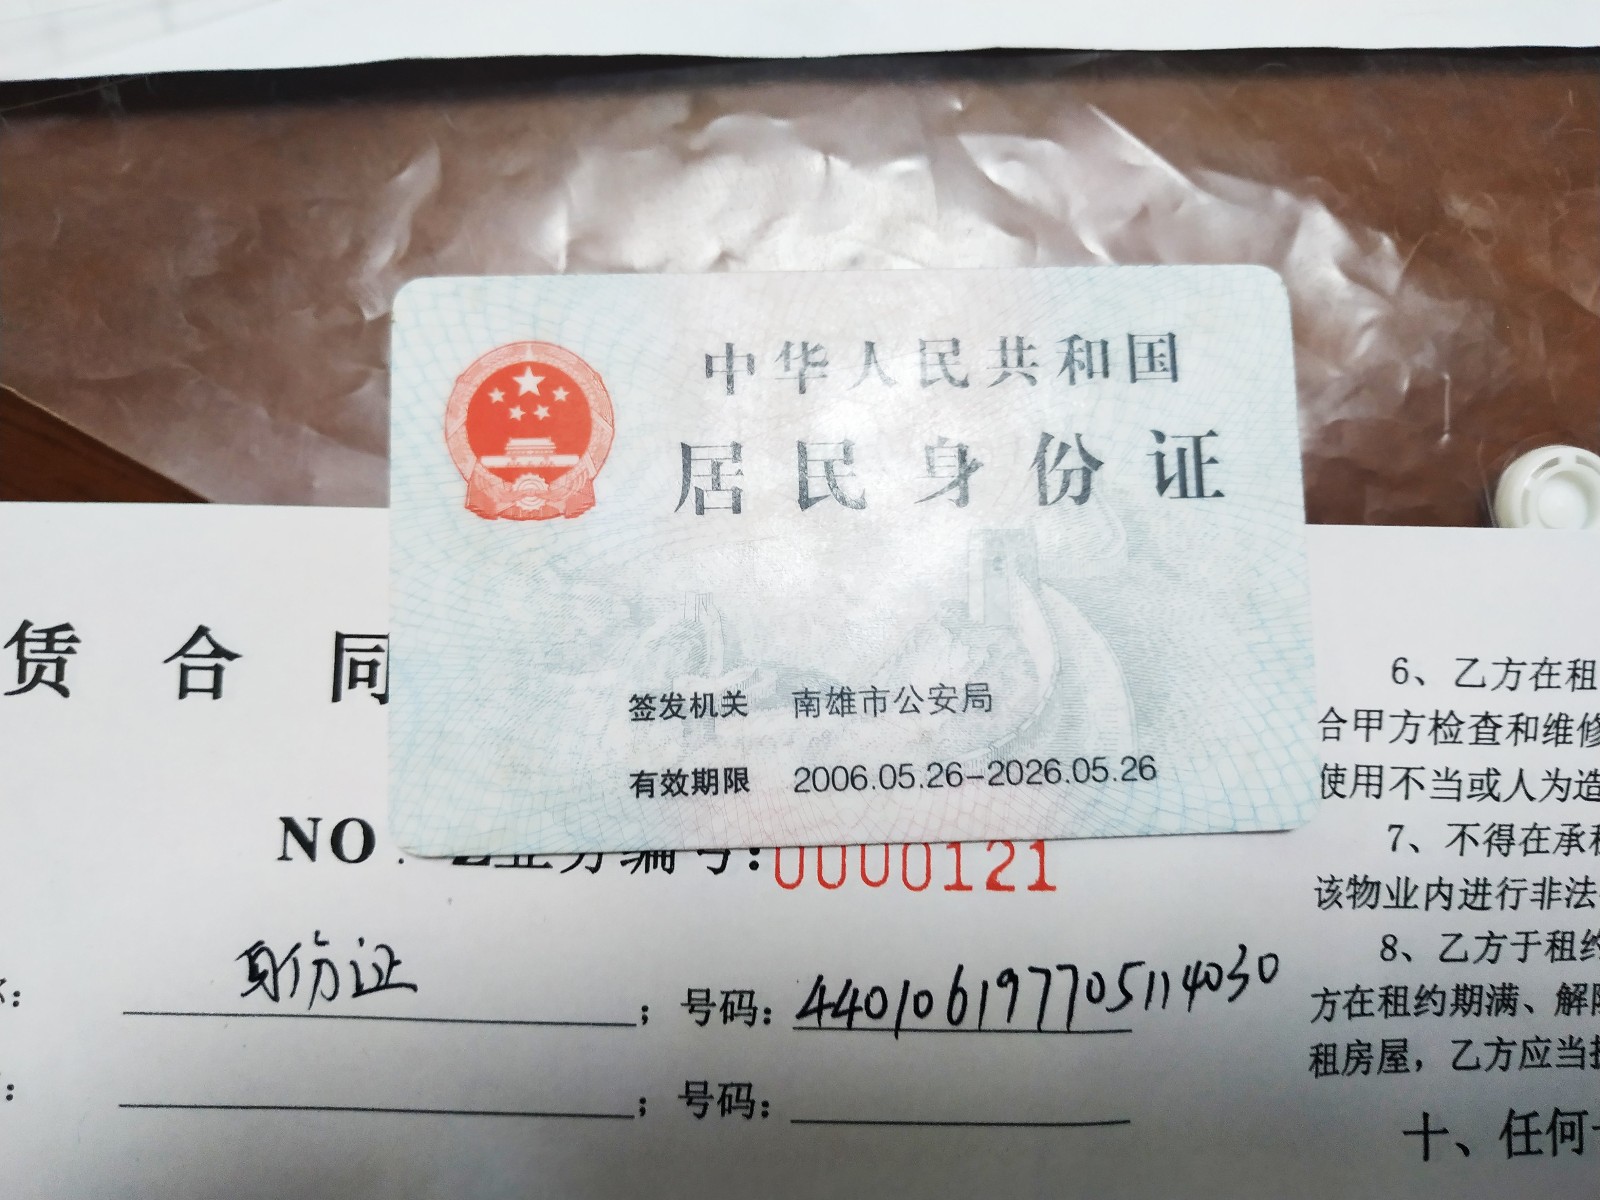 中华人民共和国
居民身份证
签发机关 南雄市公安局
有效期限 2006.05.26-2026.05.26
赁合同
NO. 编号:0000121
: 身份证 ; 号码: 440106197705114030
: ; 号码:
6、乙方在租
合甲方检查和维修
使用不当或人为造
7、不得在承租
该物业内进行非法
8、乙方于租约
方在租约期满、解除
租房屋,乙方应当
十、任何